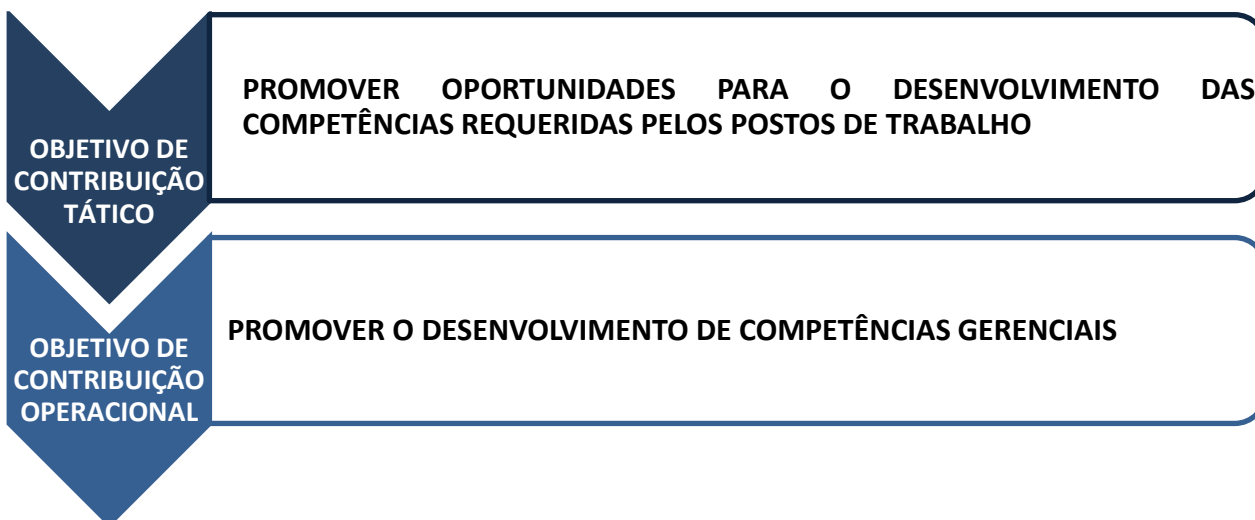 OBJETIVO DE
CONTRIBUIÇÃO
TÁTICO
PROMOVER OPORTUNIDADES PARA O DESENVOLVIMENTO DAS
COMPETÊNCIAS REQUERIDAS PELOS POSTOS DE TRABALHO
OBJETIVO DE
CONTRIBUIÇÃO
OPERACIONAL
PROMOVER O DESENVOLVIMENTO DE COMPETÊNCIAS GERENCIAIS